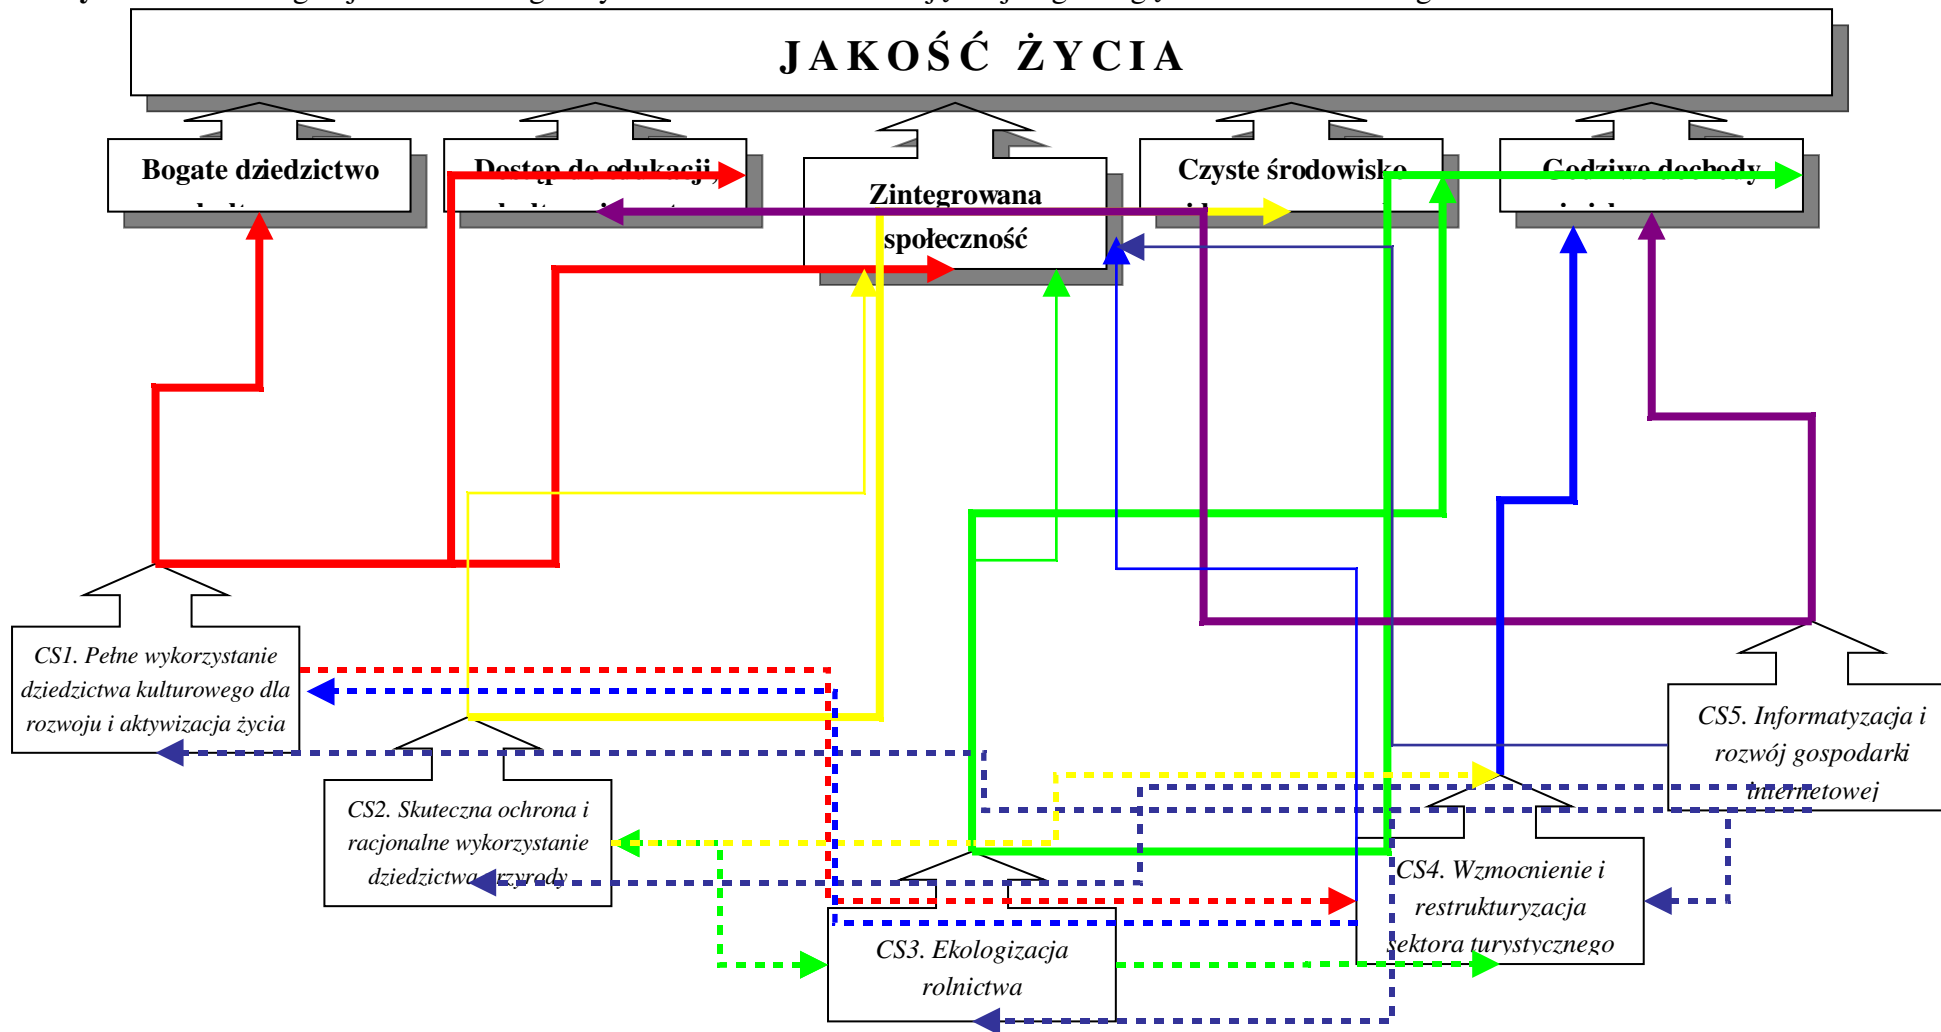 JAKOŚĆ ŻYCIA
Bogate dziedzictwo
Dostęp do edukacji,
Zintegrowana
społeczność
Czyste środowisko
Godziwe dochody
CS1. Pełne wykorzystanie
dziedzictwa kulturowego dla
rozwoju i aktywizacja życia
CS2. Skuteczna ochrona i
racjonalne wykorzystanie
dziedzictwa przyrody
CS3. Ekologizacja
rolnictwa
CS4. Wzmocnienie i
restrukturyzacja
sektora turystycznego
CS5. Informatyzacja i
rozwój gospodarki
internetowej